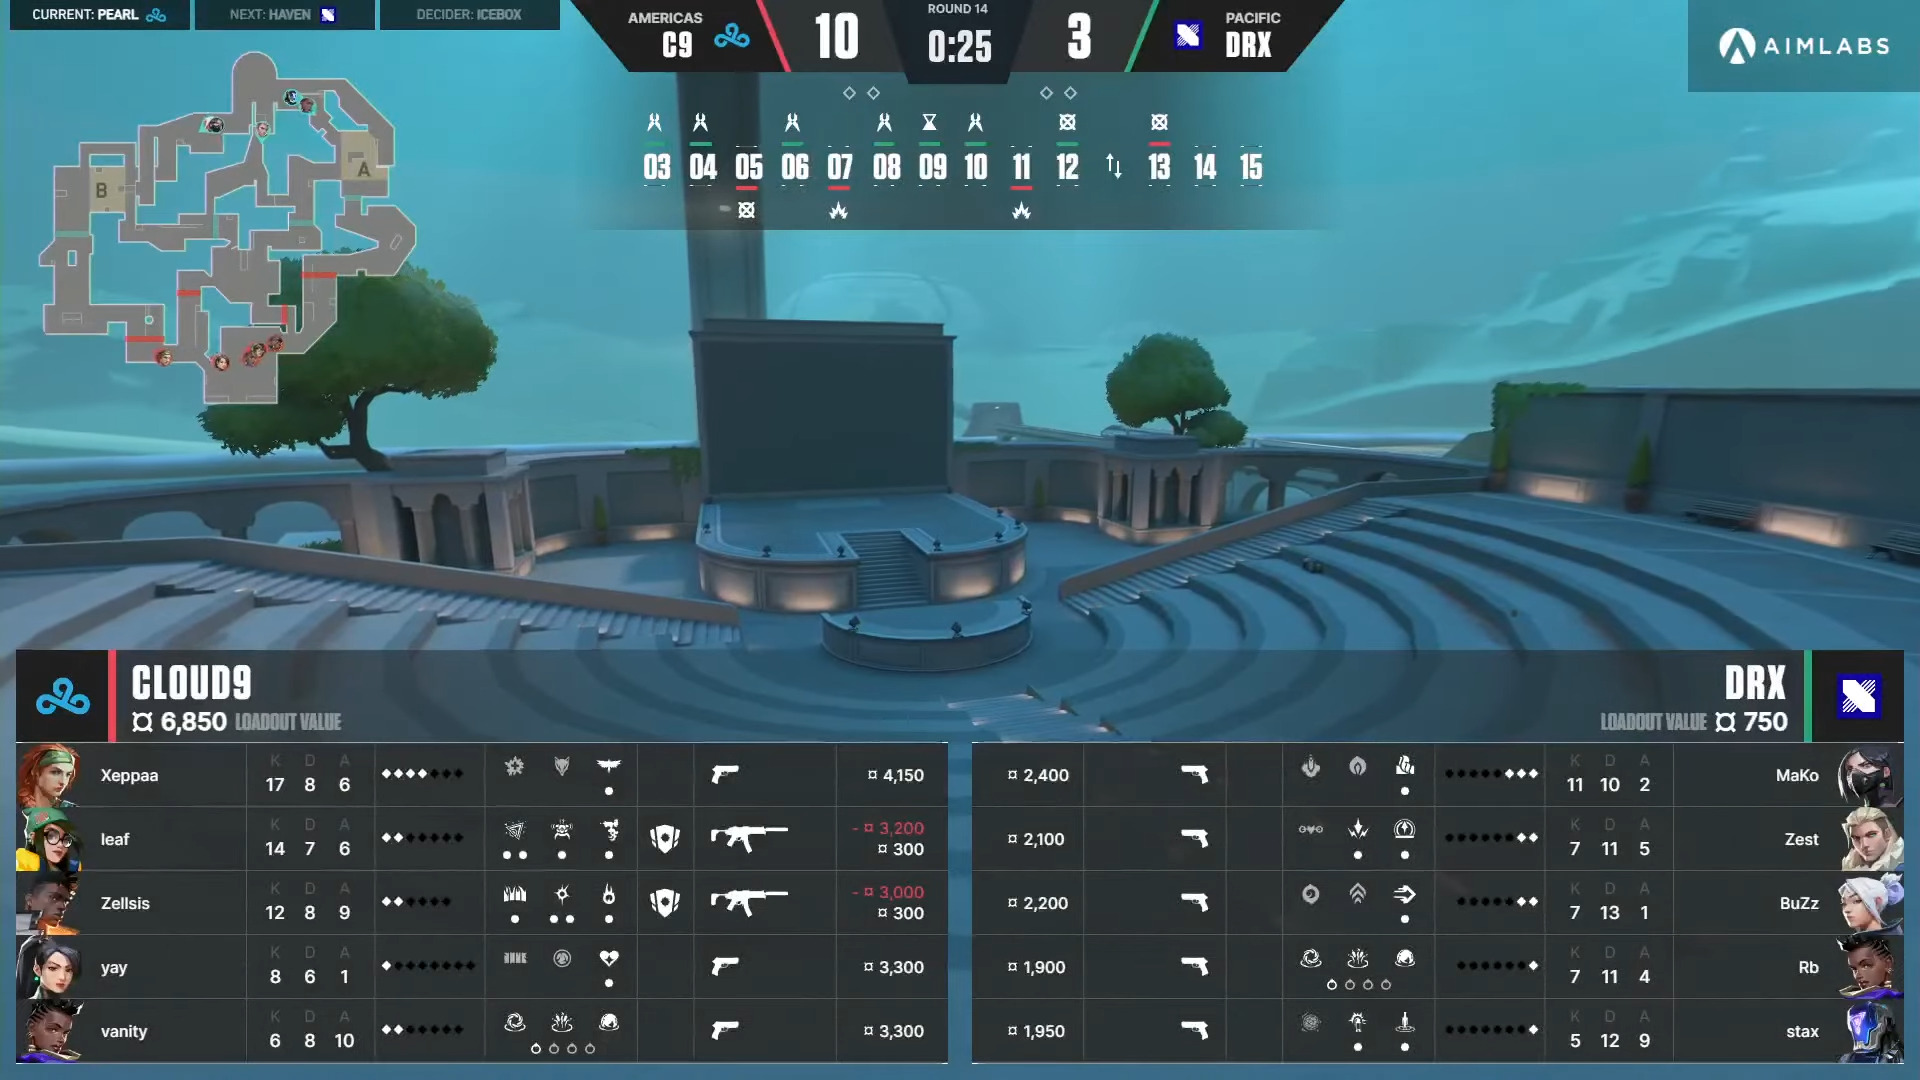 CURRENT: PEARL
NEXT: HAVEN
DECIDER: ICEBOX
AMERICAS
C9
10
ROUND 14
0:25
3
PACIFIC
DRX
AIMLABS
03 04 05 06 07 08 09 10 11 12 13 14 15
A
B
CLOUD9
6,850 LOADOUT VALUE
DRX
LOADOUT VALUE 750
Xeppaa
K D A
17 8 6
4,150
leaf
K D A
14 7 6
- 3,200
300
Zellsis
K D A
12 8 9
- 3,000
300
yay
K D A
8 6 1
3,300
vanity
K D A
6 8 10
3,300
2,400
K D A
11 10 2
MaKo
2,100
K D A
7 11 5
Zest
2,200
K D A
7 13 1
BuZz
1,900
K D A
7 11 4
Rb
1,950
K D A
5 12 9
stax